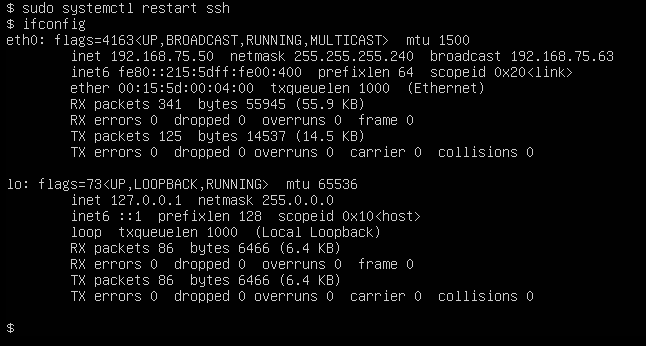 $ sudo systemctl restart ssh
$ ifconfig
eth0: flags=4163<UP,BROADCAST,RUNNING,MULTICAST>  mtu 1500
        inet 192.168.75.50  netmask 255.255.255.240  broadcast 192.168.75.63
        inet6 fe80::215:5dff:fe00:400  prefixlen 64  scopeid 0x20<link>
        ether 00:15:5d:00:04:00  txqueuelen 1000  (Ethernet)
        RX packets 341  bytes 55945 (55.9 KB)
        RX errors 0  dropped 0  overruns 0  frame 0
        TX packets 125  bytes 14537 (14.5 KB)
        TX errors 0  dropped 0 overruns 0  carrier 0  collisions 0

lo: flags=73<UP,LOOPBACK,RUNNING>  mtu 65536
        inet 127.0.0.1  netmask 255.0.0.0
        inet6 ::1  prefixlen 128  scopeid 0x10<host>
        loop  txqueuelen 1000  (Local Loopback)
        RX packets 86  bytes 6466 (6.4 KB)
        RX errors 0  dropped 0  overruns 0  frame 0
        TX packets 86  bytes 6466 (6.4 KB)
        TX errors 0  dropped 0 overruns 0  carrier 0  collisions 0

$